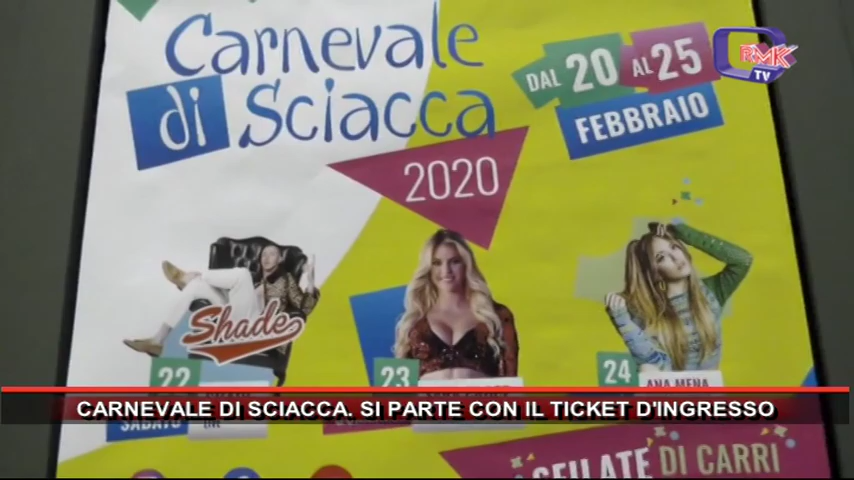 Carnevale
di Sciacca
2020
DAL 20 AL 25
FEBBRAIO
RMK
TV
Shade
22
23
24
SABATO
LIVE
ANA MENA
CARNEVALE DI SCIACCA. SI PARTE CON IL TICKET D'INGRESSO
SFILATE DI CARRI